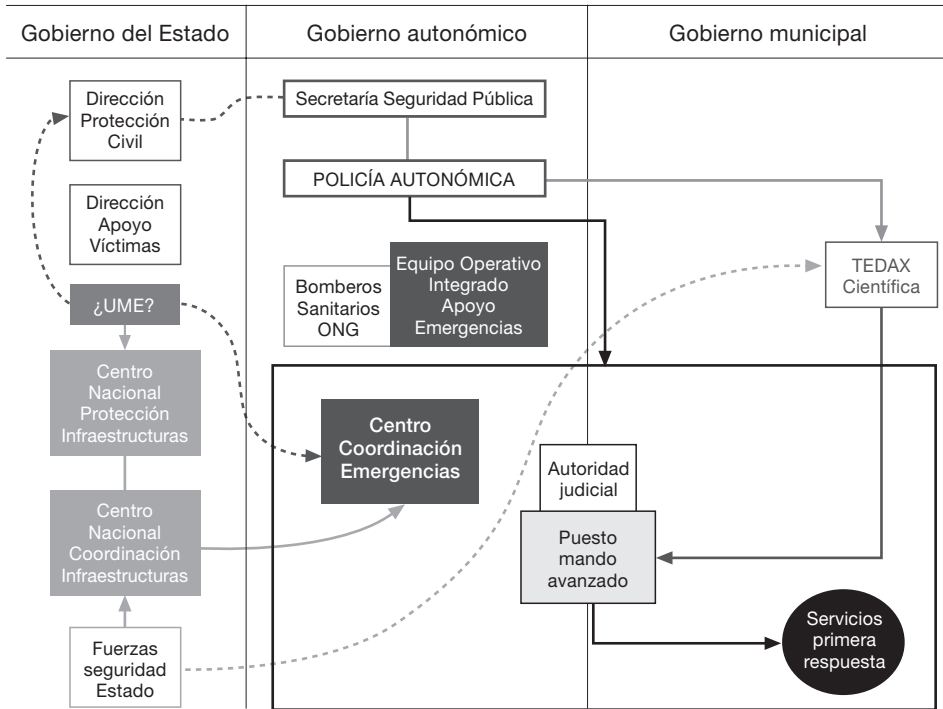 Gobierno del Estado
Gobierno autonómico
Gobierno municipal
Dirección
Protección
Civil
Secretaría Seguridad Pública
POLICÍA AUTONÓMICA
Dirección
Apoyo
Víctimas
Bomberos
Sanitarios
ONG
Equipo Operativo
Integrado
Apoyo
Emergencias
TEDAX
Científica
¿UME?
Centro
Nacional
Protección
Infraestructuras
Centro
Coordinación
Emergencias
Autoridad
judicial
Centro
Nacional
Coordinación
Infraestructuras
Puesto
mando
avanzado
Fuerzas
seguridad
Estado
Servicios
primera
respuesta